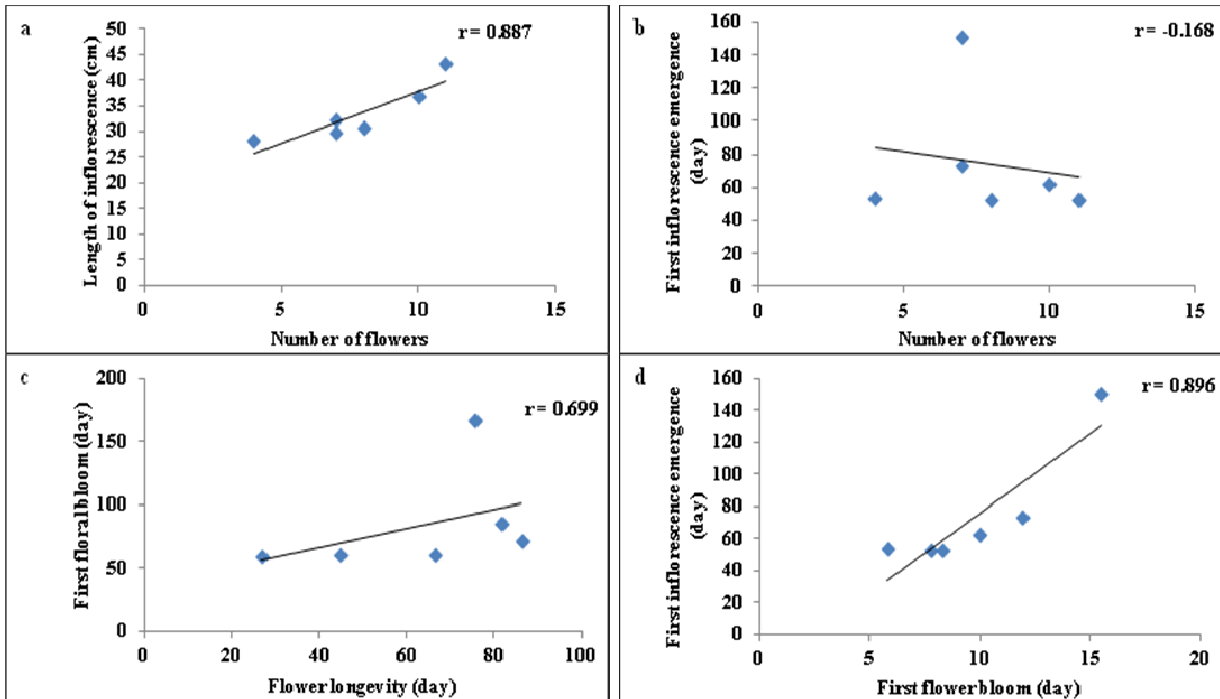 a
r = 0.887
50
45
40
35
30
25
20
15
10
5
0
0 5 10 15
Length of inflorescence (cm)
Number of flowers
b
r = -0.168
160
140
120
100
80
60
40
20
0
0 5 10 15
First inflorescence emergence
(day)
Number of flowers
c
r = 0.699
200
150
100
50
0
0 20 40 60 80 100
First floral bloom (day)
Flower longevity (day)
d
r = 0.896
160
140
120
100
80
60
40
20
0
0 5 10 15 20
First inflorescence emergence
(day)
First flower bloom (day)